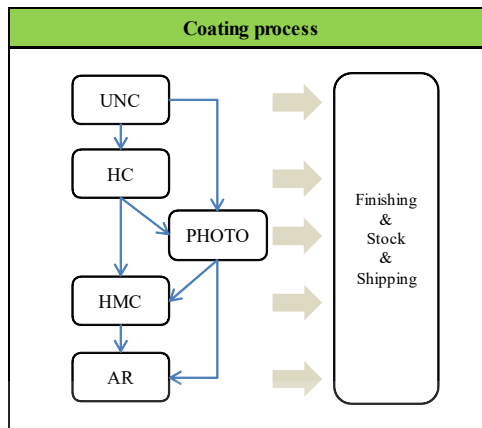 Coating process
UNC
HC
PHOTO
HMC
AR
Finishing
&
Stock
&
Shipping